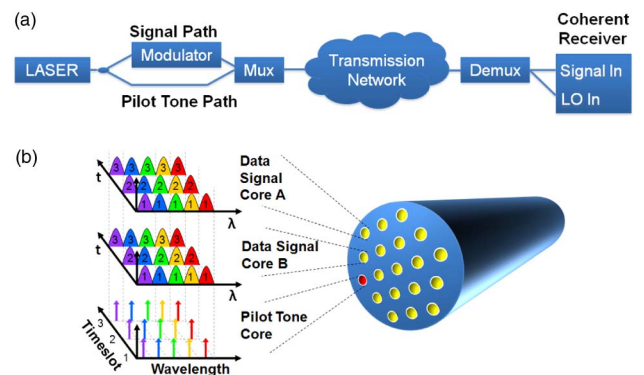 (a)
Signal Path
Coherent
Receiver
LASER
Modulator
Mux
Transmission
Network
Demux
Signal In
LO In
Pilot Tone Path
(b)
3 3 3 3 3
2 2 2 2 2
1 1 1 1 1
t
λ
Data
Signal
Core A
3 3 3 3 3
2 2 2 2 2
1 1 1 1 1
t
λ
Data Signal
Core B
Pilot Tone
Core
3
2
1
Timeslot
Wavelength